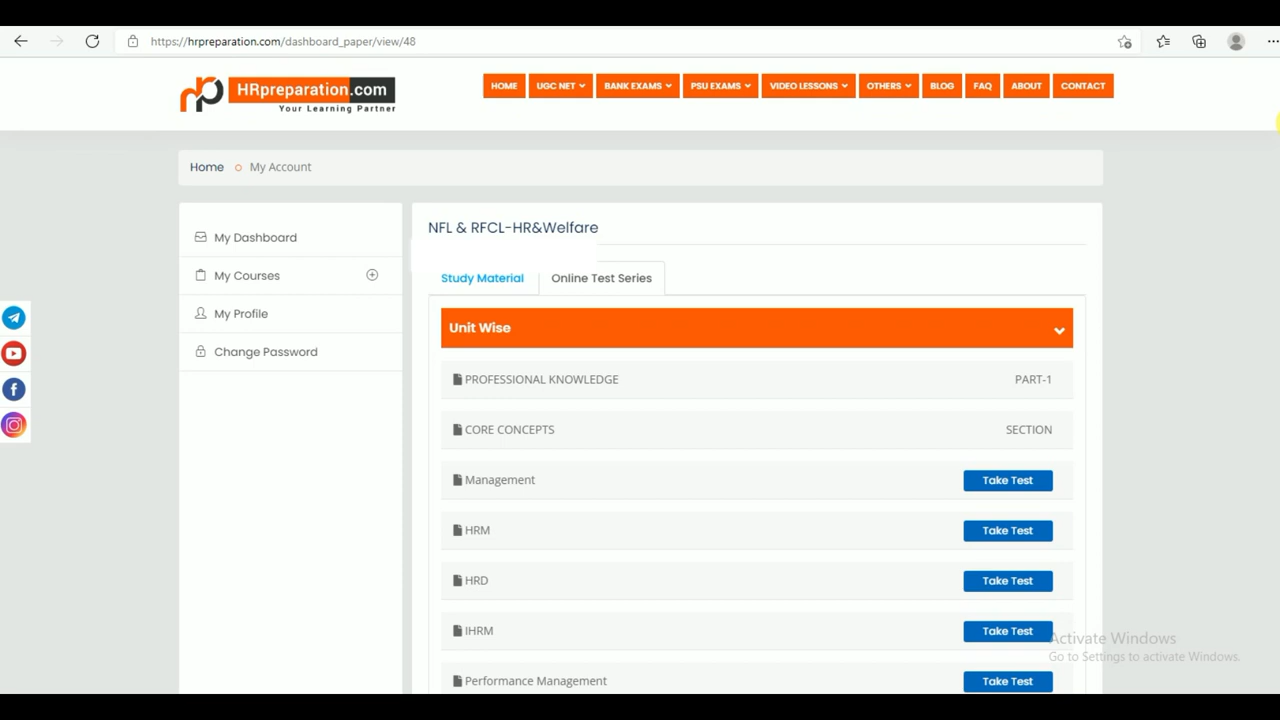 https://hrpreparation.com/dashboard_paper/view/48
HRpreparation.com
Your Learning Partner
HOME UGC NET BANK EXAMS PSU EXAMS VIDEO LESSONS OTHERS BLOG FAQ ABOUT CONTACT
Home My Account
My Dashboard
My Courses
My Profile
Change Password
NFL & RFCL-HR&Welfare
Study Material Online Test Series
Unit Wise
PROFESSIONAL KNOWLEDGE PART-1
CORE CONCEPTS SECTION
Management Take Test
HRM Take Test
HRD Take Test
IHRM Take Test
Performance Management Take Test
Activate Windows
Go to Settings to activate Windows.